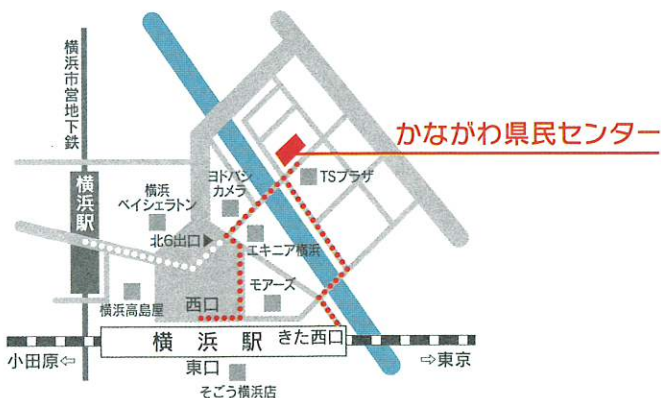 横浜市営地下鉄
かながわ県民センター
ヨドバシ
カメラ
TSプラザ
横浜
ベイシェラトン
横浜駅
北6出口▶
エキニア横浜
モアーズ
西口
横浜高島屋
横浜駅
きた西口
小田原⇦
⇨東京
東口
そごう横浜店